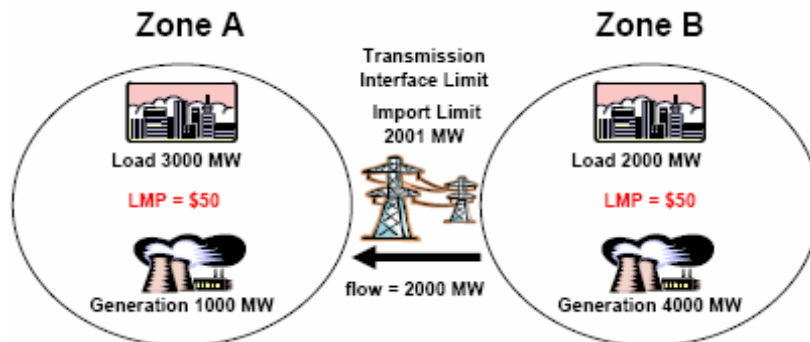 Zone A
Load 3000 MW
LMP = $50
Generation 1000 MW
Transmission
Interface Limit
Import Limit
2001 MW
flow = 2000 MW
Zone B
Load 2000 MW
LMP = $50
Generation 4000 MW